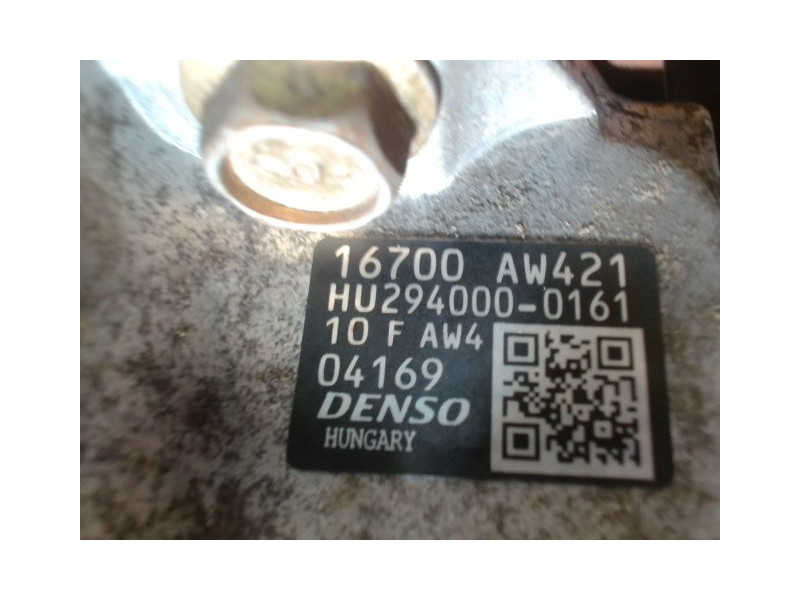 16700 AW421
HU294000-0161
10 F AW4
04169
DENSO
HUNGARY